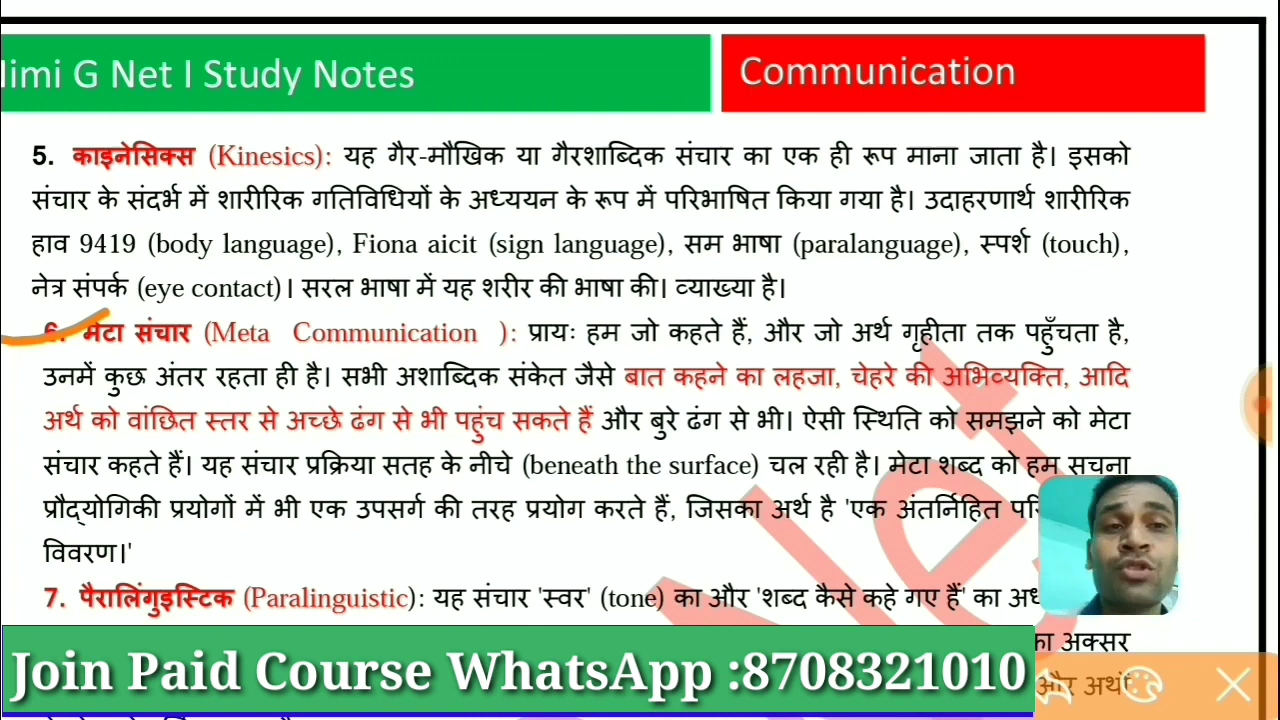 G Net I Study Notes
Communication
5. काइनेसिक्स (Kinesics): यह गैर-मौखिक या गैरशाब्दिक संचार का एक ही रूप माना जाता है। इसको
संचार के संदर्भ में शारीरिक गतिविधियों के अध्ययन के रूप में परिभाषित किया गया है। उदाहरणार्थ शारीरिक
हाव 9419 (body language), Fiona aicit (sign language), सम भाषा (paralanguage), स्पर्श (touch),
नेत्र संपर्क (eye contact)। सरल भाषा में यह शरीर की भाषा की। व्याख्या है।
6. मेटा संचार (Meta Communication ): प्रायः हम जो कहते हैं, और जो अर्थ गृहीता तक पहुँचता है,
उनमें कुछ अंतर रहता ही है। सभी अशाब्दिक संकेत जैसे बात कहने का लहजा, चेहरे की अभिव्यक्ति, आदि
अर्थ को वांछित स्तर से अच्छे ढंग से भी पहुंच सकते हैं और बुरे ढंग से भी। ऐसी स्थिति को समझने को मेटा
संचार कहते हैं। यह संचार प्रक्रिया सतह के नीचे (beneath the surface) चल रही है। मेटा शब्द को हम सचना
प्रौद्योगिकी प्रयोगों में भी एक उपसर्ग की तरह प्रयोग करते हैं, जिसका अर्थ है 'एक अंतर्निहित
विवरण।'
7. पैरालिंगुइस्टिक (Paralinguistic): यह संचार 'स्वर' (tone) का और 'शब्द कैसे कहे गए हैं' का
का अक्सर
और अर्थों
Join Paid Course WhatsApp :8708321010
Net